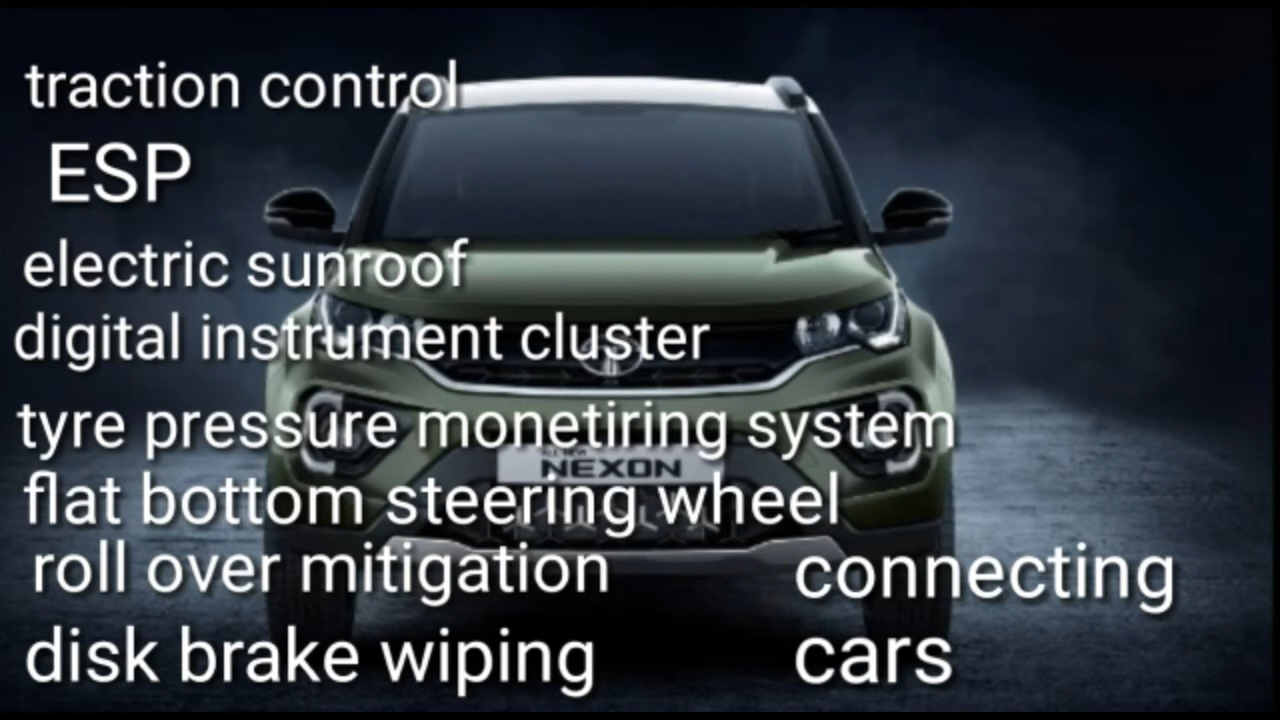 traction control
ESP
electric sunroof
digital instrument cluster
tyre pressure monetiring system
NEXON
flat bottom steering wheel
roll over mitigation
connecting
disk brake wiping
cars